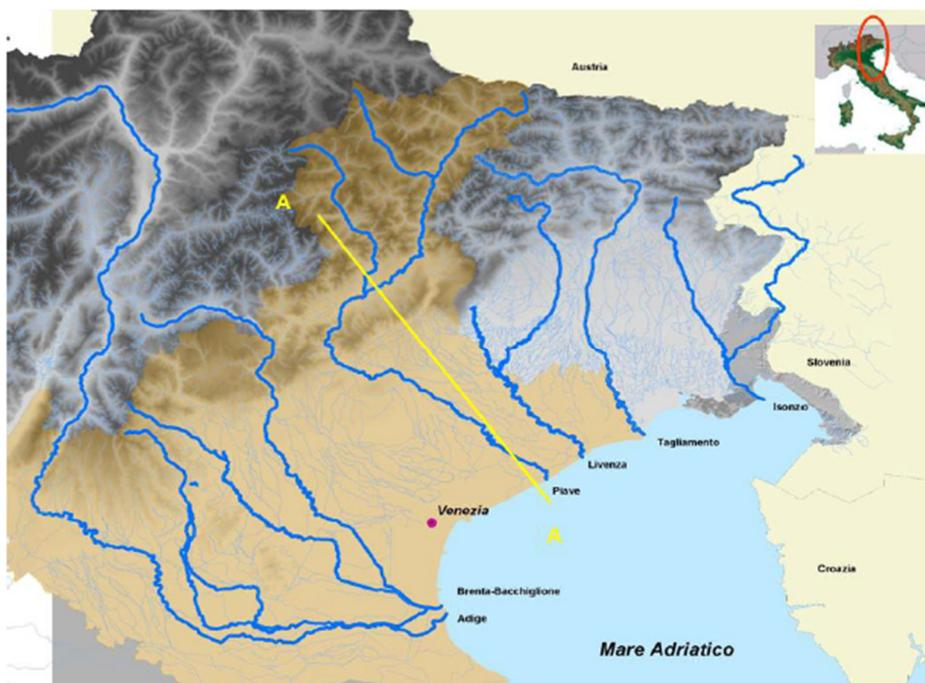 Austria
A
Slovenia
Isonzo
Tagliamento
Livenza
Piave
Venezia
A
Croazia
Brenta-Bacchiglione
Adige
Mare Adriatico